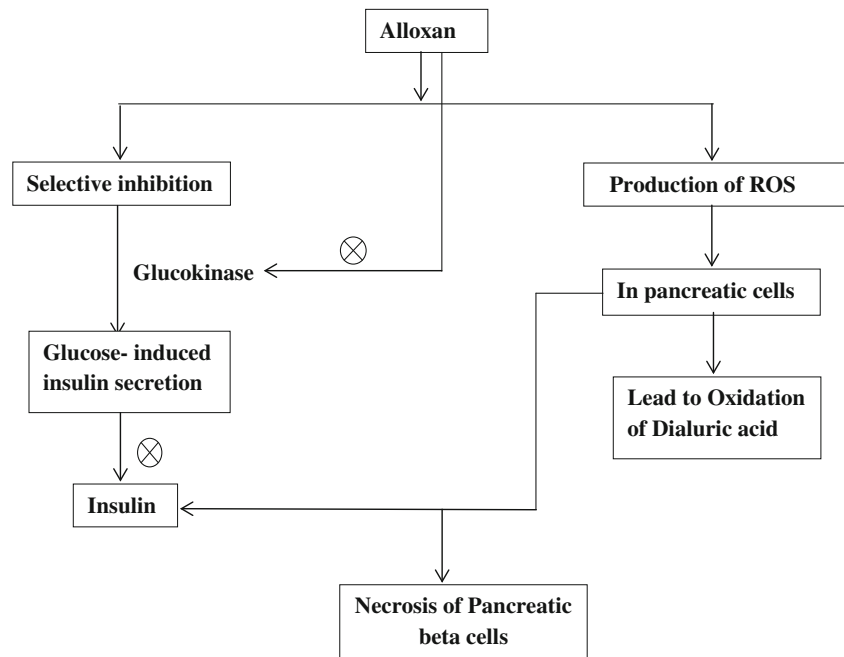 Alloxan
Selective inhibition
Production of ROS
Glucokinase
In pancreatic cells
Glucose- induced
insulin secretion
Lead to Oxidation
of Dialuric acid
Insulin
Necrosis of Pancreatic
beta cells